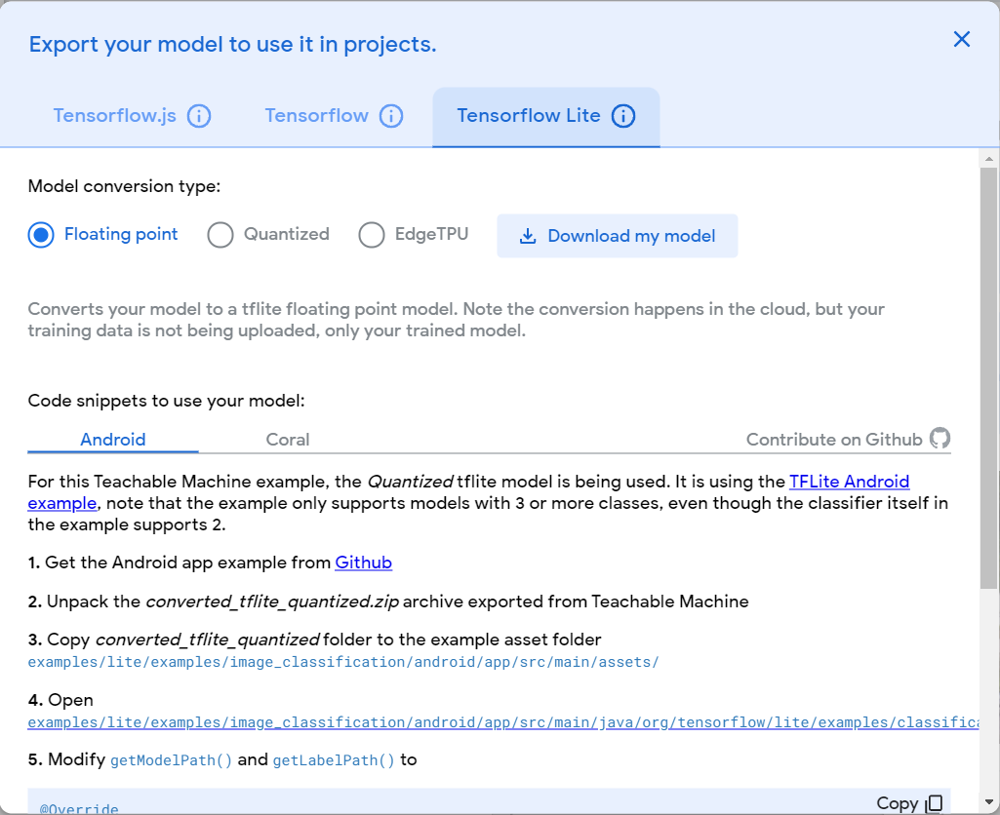 Export your model to use it in projects.
Tensorflow.js
Tensorflow
Tensorflow Lite
Model conversion type:
Floating point
Quantized
EdgeTPU
Download my model
Converts your model to a tflite floating point model. Note the conversion happens in the cloud, but your
training data is not being uploaded, only your trained model.
Code snippets to use your model:
Android
Coral
Contribute on Github
For this Teachable Machine example, the Quantized tflite model is being used. It is using the TFLite Android
example, note that the example only supports models with 3 or more classes, even though the classifier itself in
the example supports 2.
1. Get the Android app example from Github
2. Unpack the converted_tflite_quantized.zip archive exported from Teachable Machine
3. Copy converted_tflite_quantized folder to the example asset folder
examples/lite/examples/image_classification/android/app/src/main/assets/
4. Open
examples/lite/examples/image_classification/android/app/src/main/java/org/tensorflow/lite/examples/classifica
5. Modify getModelPath() and getLabelPath() to
Copy
@Override